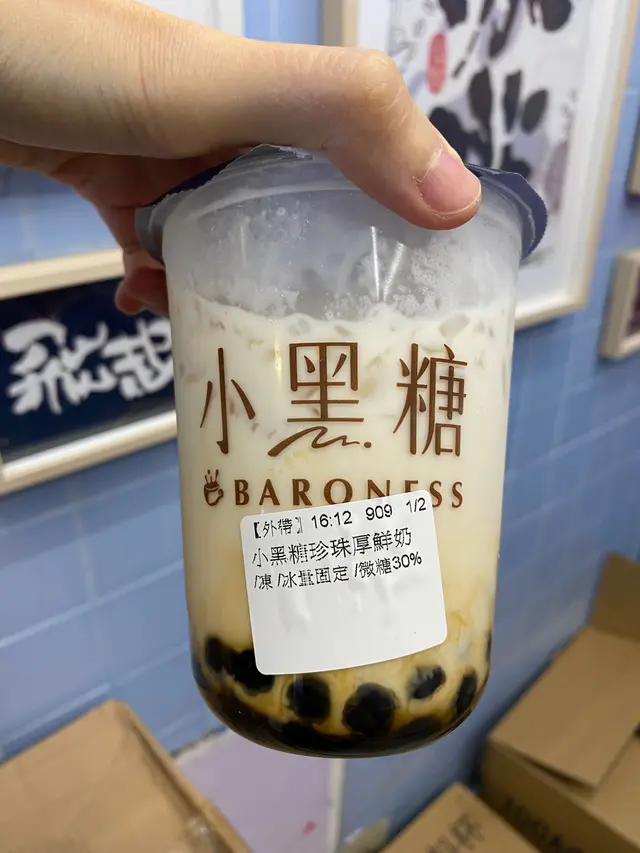 小黑糖
BARONESS
【外帶】 16:12 909 1/2
小黑糖珍珠厚鮮奶
/凍 /冰量固定 /微糖30%